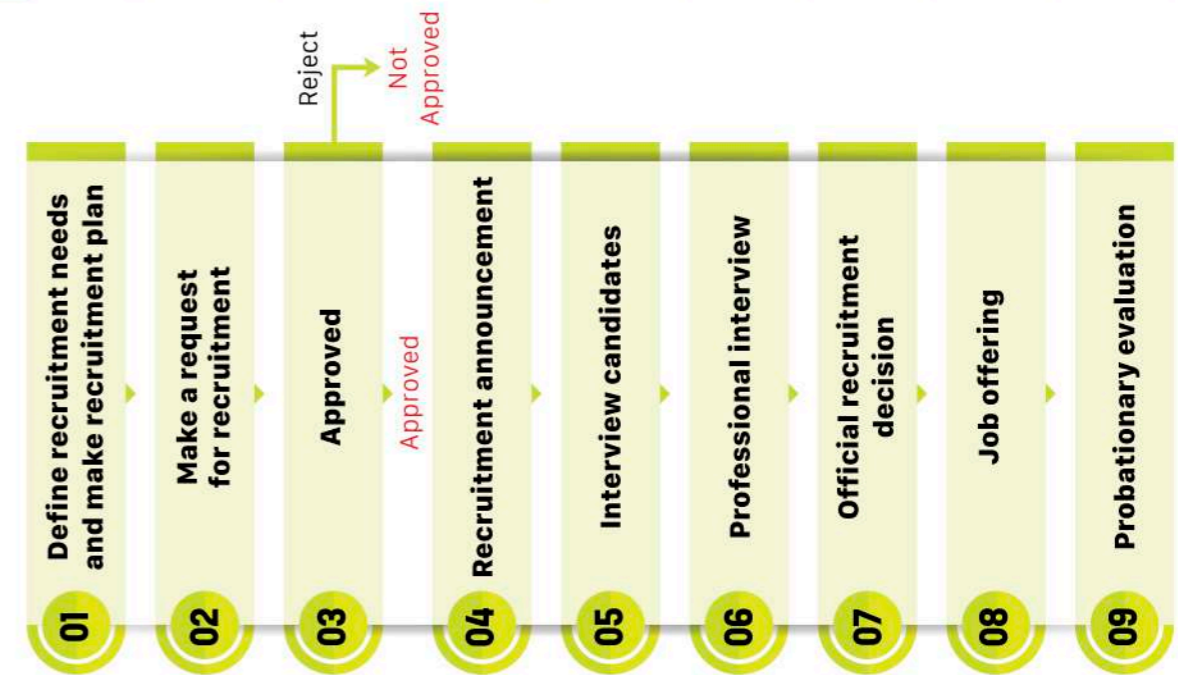 01
Define recruitment needs
and make recruitment plan
02
Make a request
for recruitment
03
Approved
Reject
Not
Approved
Approved
04
Recruitment announcement
05
Interview candidates
06
Professional interview
07
Official recruitment
decision
08
Job offering
09
Probationary evaluation